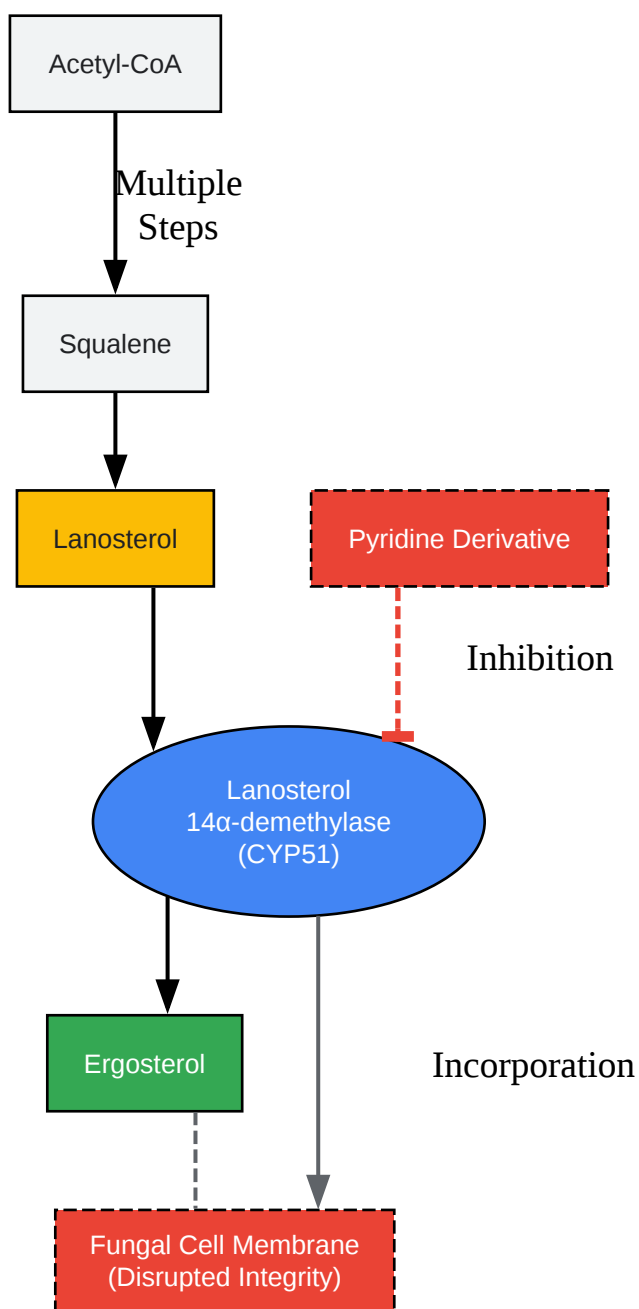 Acetyl-CoA
Multiple
Steps
Squalene
Lanosterol
Pyridine Derivative
Inhibition
Lanosterol
14α-demethylase
(CYP51)
Ergosterol
Incorporation
Fungal Cell Membrane
(Disrupted Integrity)